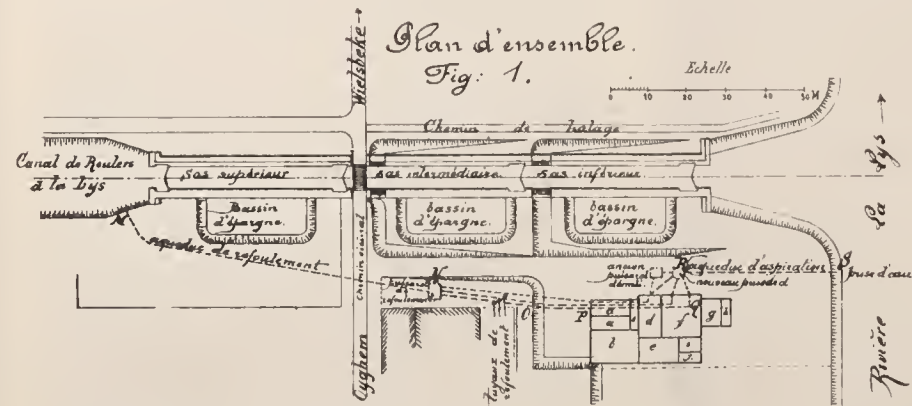 Plan d'ensemble.
Fig: 1.
Echelle
0 10 20 30 40 50 M
Wielsbeke
Chemin de halage
Canal de Roulers
à la Lys
Sas supérieur
Sas intermédiaire
Sas inférieur
Bassin
d'épargne.
bassin
d'épargne.
bassin
d'épargne.
M
aqueduc de refoulement
Chemin vicinal
N
refoulement
ancien
R
aqueduc d'aspiration
S
prise d'eau
nouveau puisard
O
P
a
a
b
d
e
f
Q
g
Tuyaux de
refoulement
Oyghem
Rivière La Lys